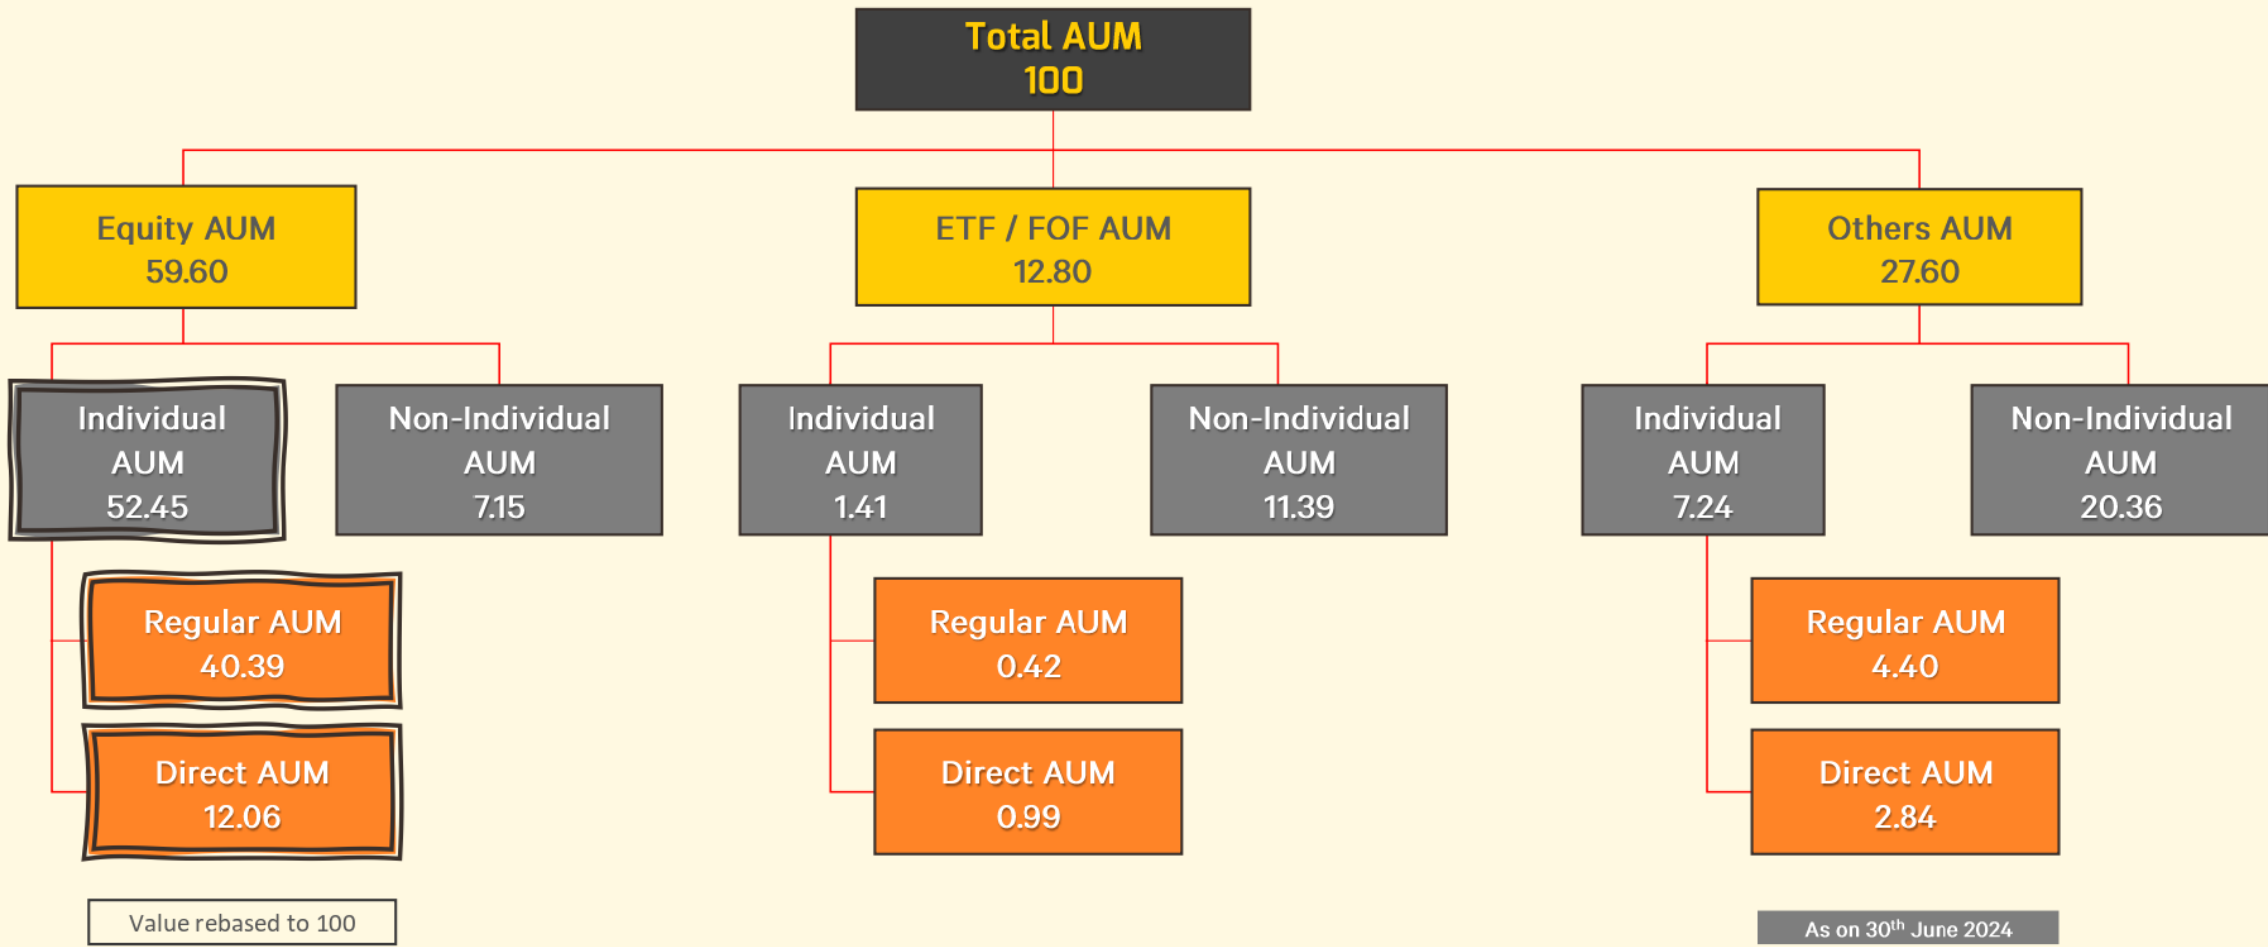 Total AUM
100
Equity AUM
59.60
ETF / FOF AUM
12.80
Others AUM
27.60
Individual
AUM
52.45
Non-Individual
AUM
7.15
Individual
AUM
1.41
Non-Individual
AUM
11.39
Individual
AUM
7.24
Non-Individual
AUM
20.36
Regular AUM
40.39
Direct AUM
12.06
Regular AUM
0.42
Direct AUM
0.99
Regular AUM
4.40
Direct AUM
2.84
Value rebased to 100
As on 30th June 2024